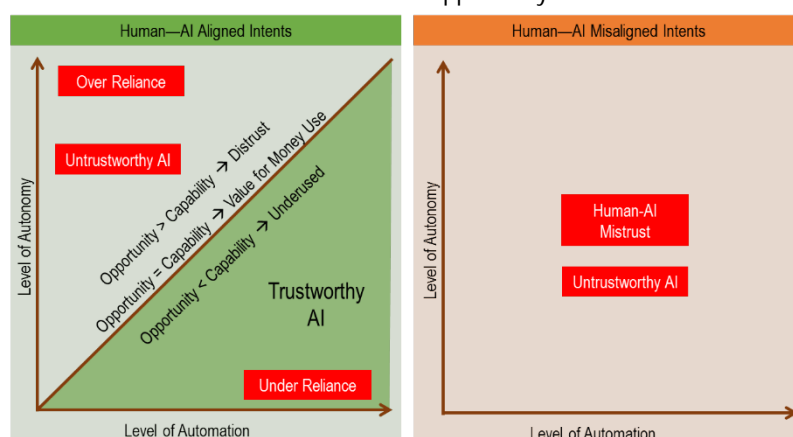 Human—AI Aligned Intents
Over Reliance
Untrustworthy AI
Level of Autonomy
Opportunity > Capability → Distrust
Opportunity = Capability → Value for Money Use
Opportunity < Capability → Underused
Trustworthy
AI
Under Reliance
Level of Automation
Human—AI Misaligned Intents
Level of Autonomy
Human-AI
Mistrust
Untrustworthy AI
Level of Automation